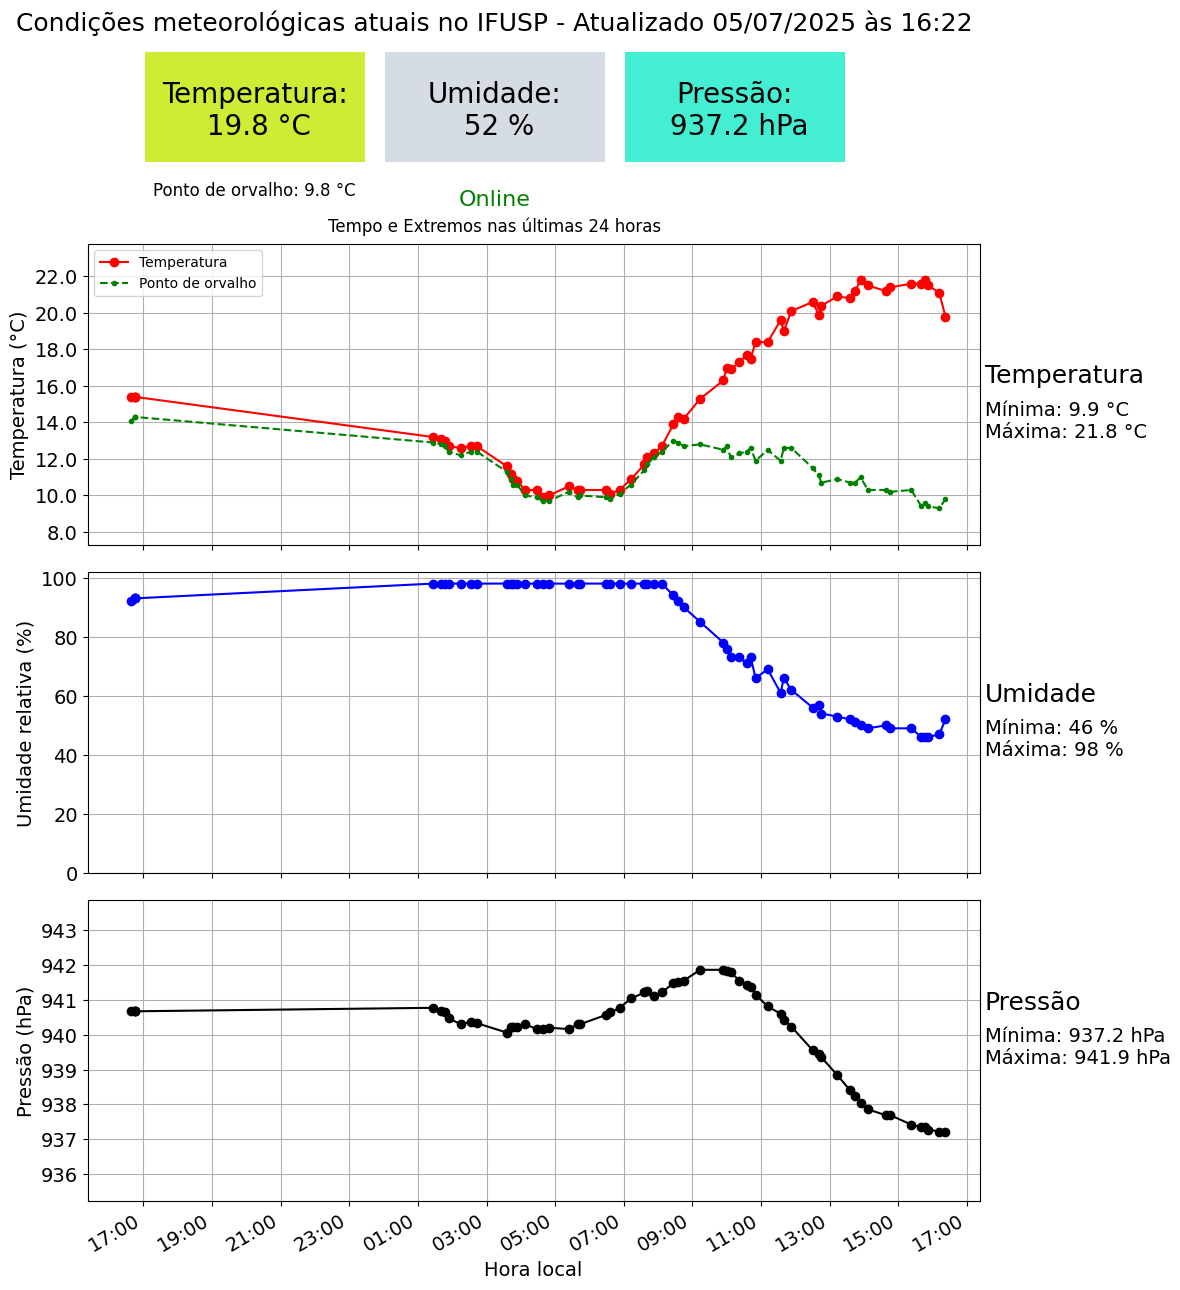 Condições meteorológicas atuais no IFUSP - Atualizado 05/07/2025 às 16:22
Temperatura:
19.8 °C
Umidade:
52 %
Pressão:
937.2 hPa
Ponto de orvalho: 9.8 °C
Online
Tempo e Extremos nas últimas 24 horas
Temperatura
Ponto de orvalho
22.0
20.0
18.0
16.0
14.0
12.0
10.0
8.0
Temperatura (°C)
Temperatura
Mínima: 9.9 °C
Máxima: 21.8 °C
100
80
60
40
20
0
Umidade relativa (%)
Umidade
Mínima: 46 %
Máxima: 98 %
943
942
941
940
939
938
937
936
Pressão (hPa)
Pressão
Mínima: 937.2 hPa
Máxima: 941.9 hPa
17:00 19:00 21:00 23:00 01:00 03:00 05:00 07:00 09:00 11:00 13:00 15:00 17:00
Hora local